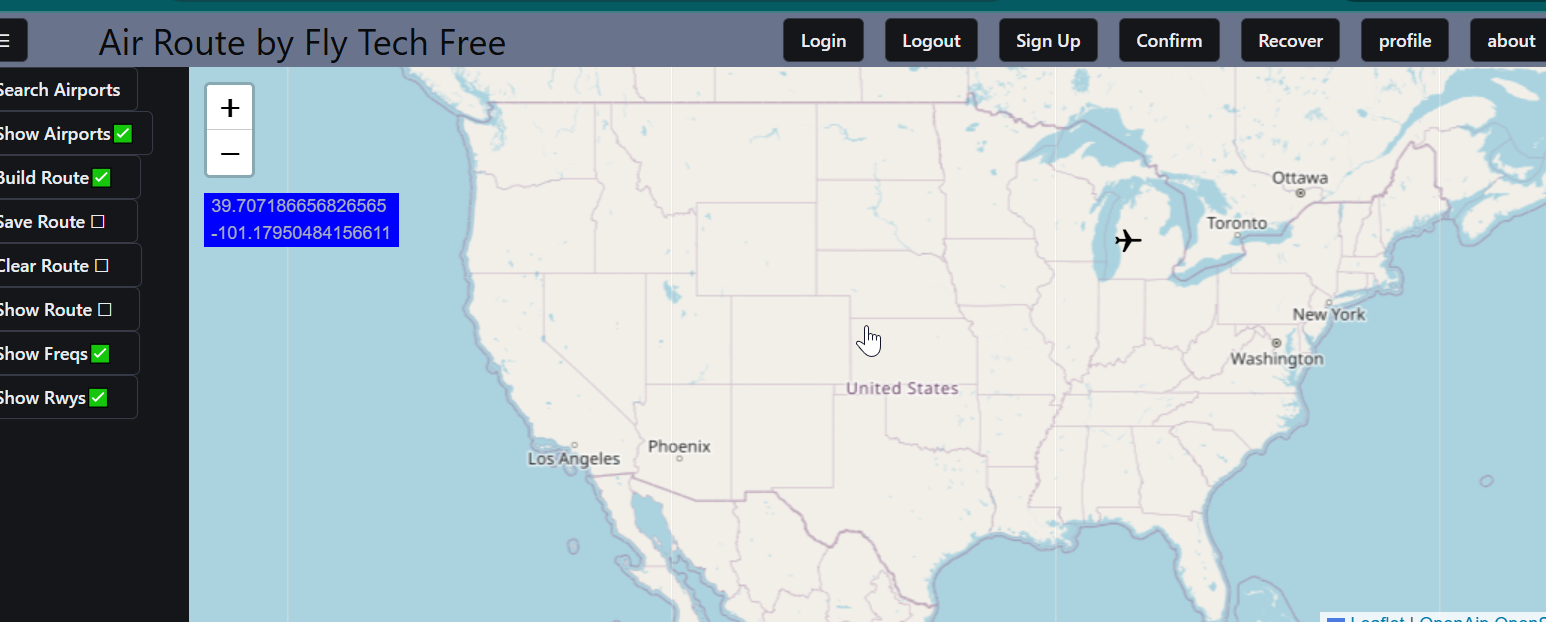 Air Route by Fly Tech Free
Login
Logout
Sign Up
Confirm
Recover
profile
about
Search Airports
Show Airports ✅
Build Route ✅
Save Route ☐
Clear Route ☐
Show Route ☐
Show Freqs ✅
Show Rwys ✅
+
−
39.707186656826565
-101.17950484156611
Ottawa
Toronto
New York
Washington
United States
Phoenix
Los Angeles
Leaflet | OpenAip